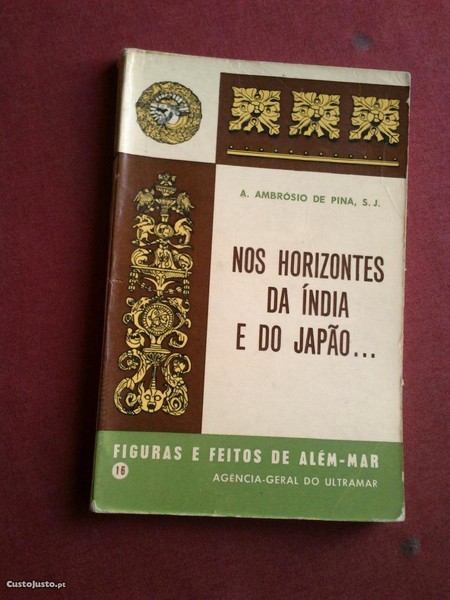 A. AMBRÓSIO DE PINA, S. J.
NOS HORIZONTES
DA ÍNDIA
E DO JAPÃO...
FIGURAS E FEITOS DE ALÉM-MAR
16
AGÊNCIA-GERAL DO ULTRAMAR
CustoJusto.pt